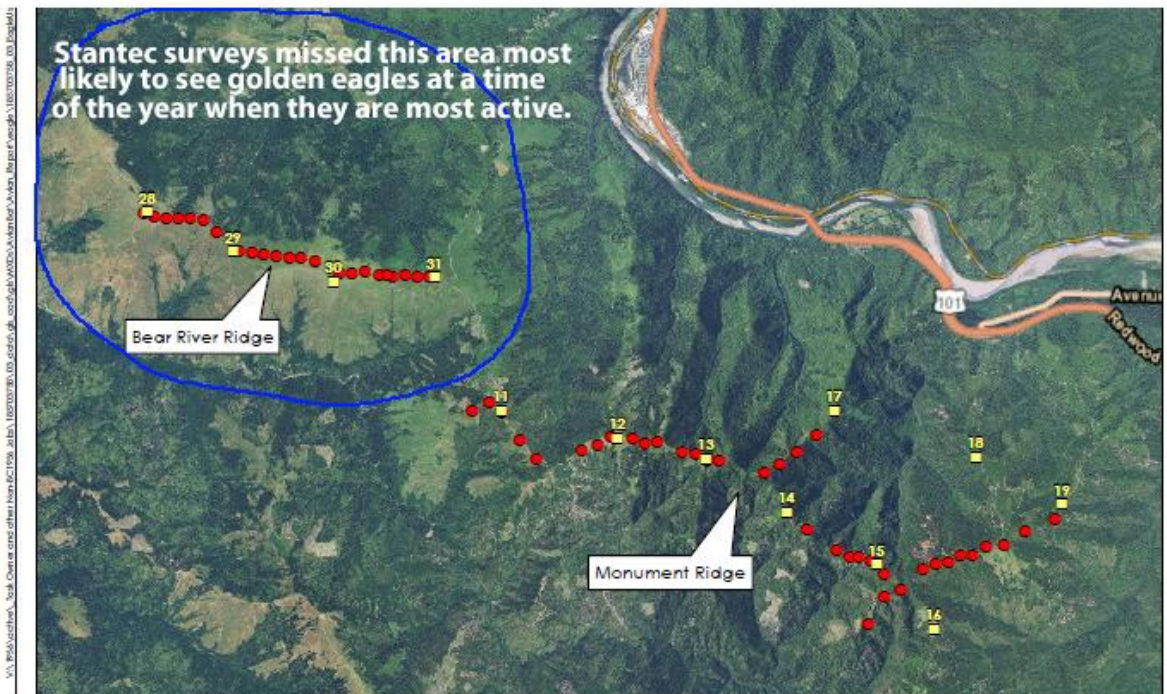 Stantec surveys missed this area most
likely to see golden eagles at a time
of the year when they are most active.
28
29
30
31
Bear River Ridge
101
Avenue
Redwood
11
12
13
17
18
14
19
15
Monument Ridge
16